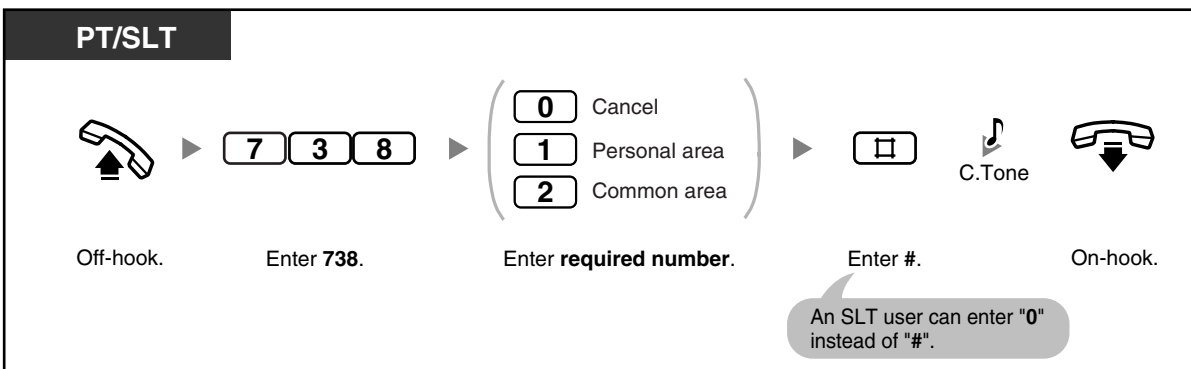 PT/SLT
0 Cancel
7 3 8
1 Personal area
2 Common area
C.Tone
Off-hook.
Enter 738.
Enter required number.
Enter #.
On-hook.
An SLT user can enter "0"
instead of "#".